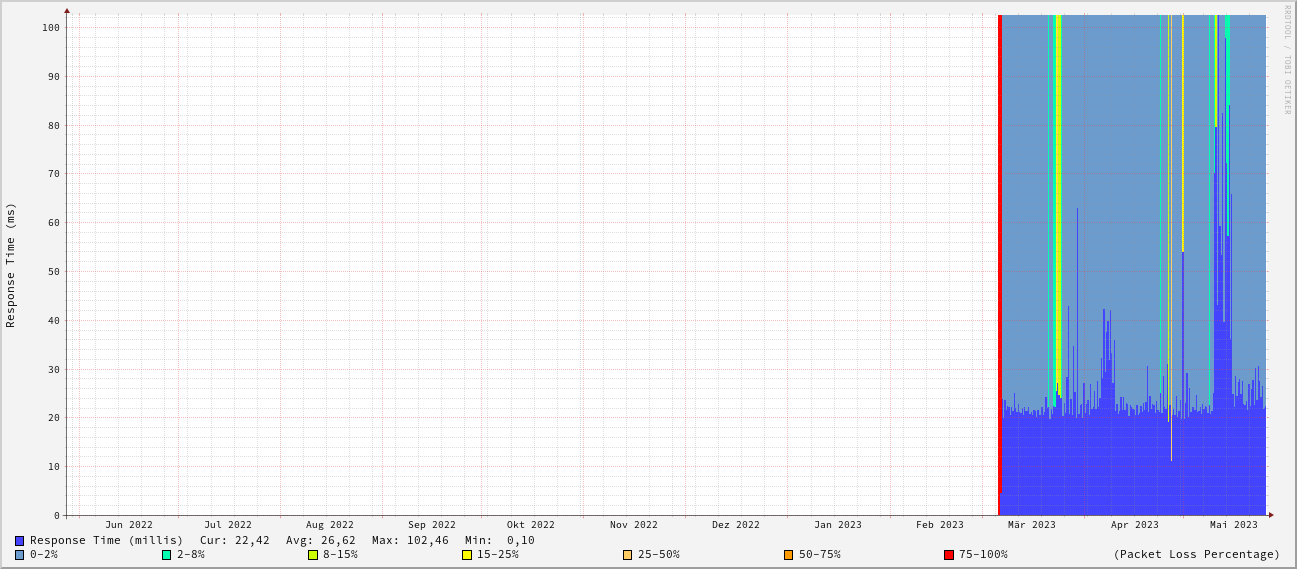 RRDTOOL / TOBI OETIKER
Response Time (ms)
100
90
80
70
60
50
40
30
20
10
0
Jun 2022 Jul 2022 Aug 2022 Sep 2022 Okt 2022 Nov 2022 Dez 2022 Jan 2023 Feb 2023 Mär 2023 Apr 2023 Mai 2023
Response Time (millis) Cur: 22,42 Avg: 26,62 Max: 102,46 Min: 0,10
0-2% 2-8% 8-15% 15-25% 25-50% 50-75% 75-100% (Packet Loss Percentage)